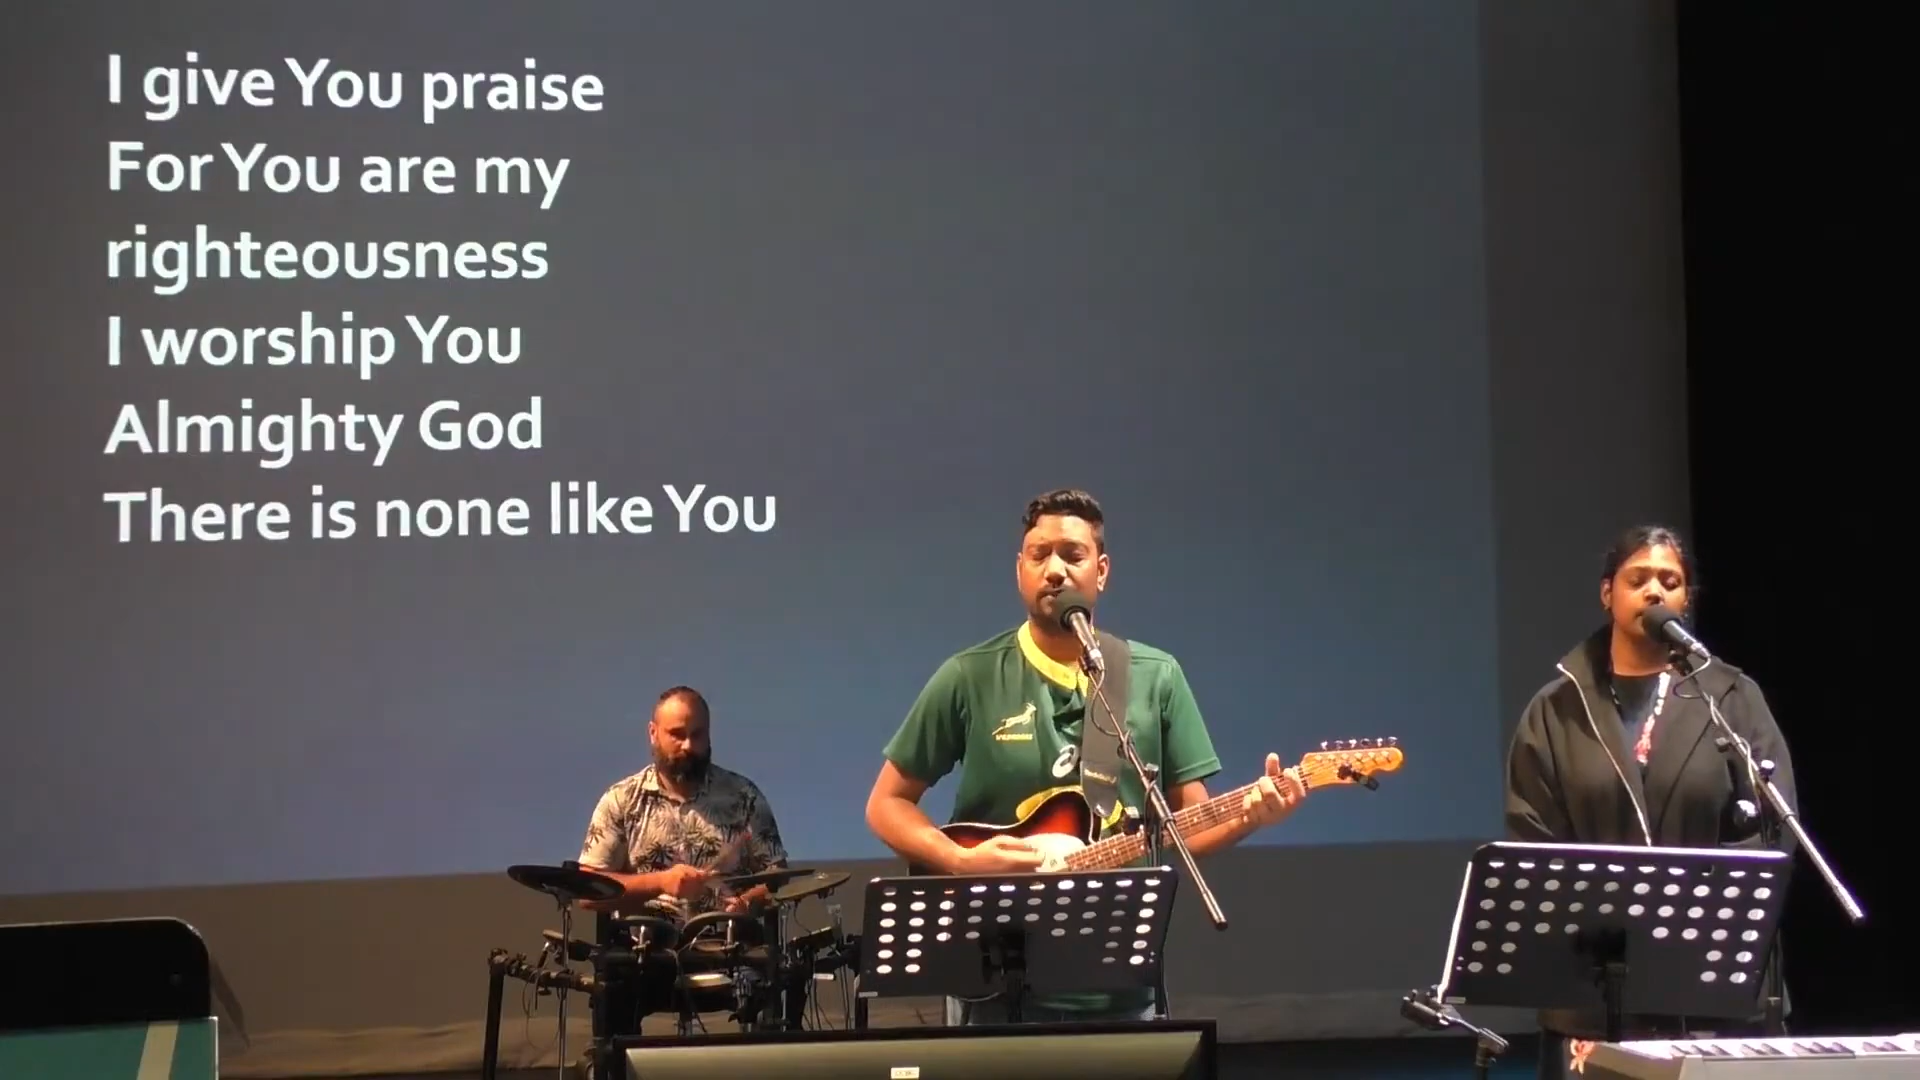 I give You praise
For You are my
righteousness
I worship You
Almighty God
There is none like You